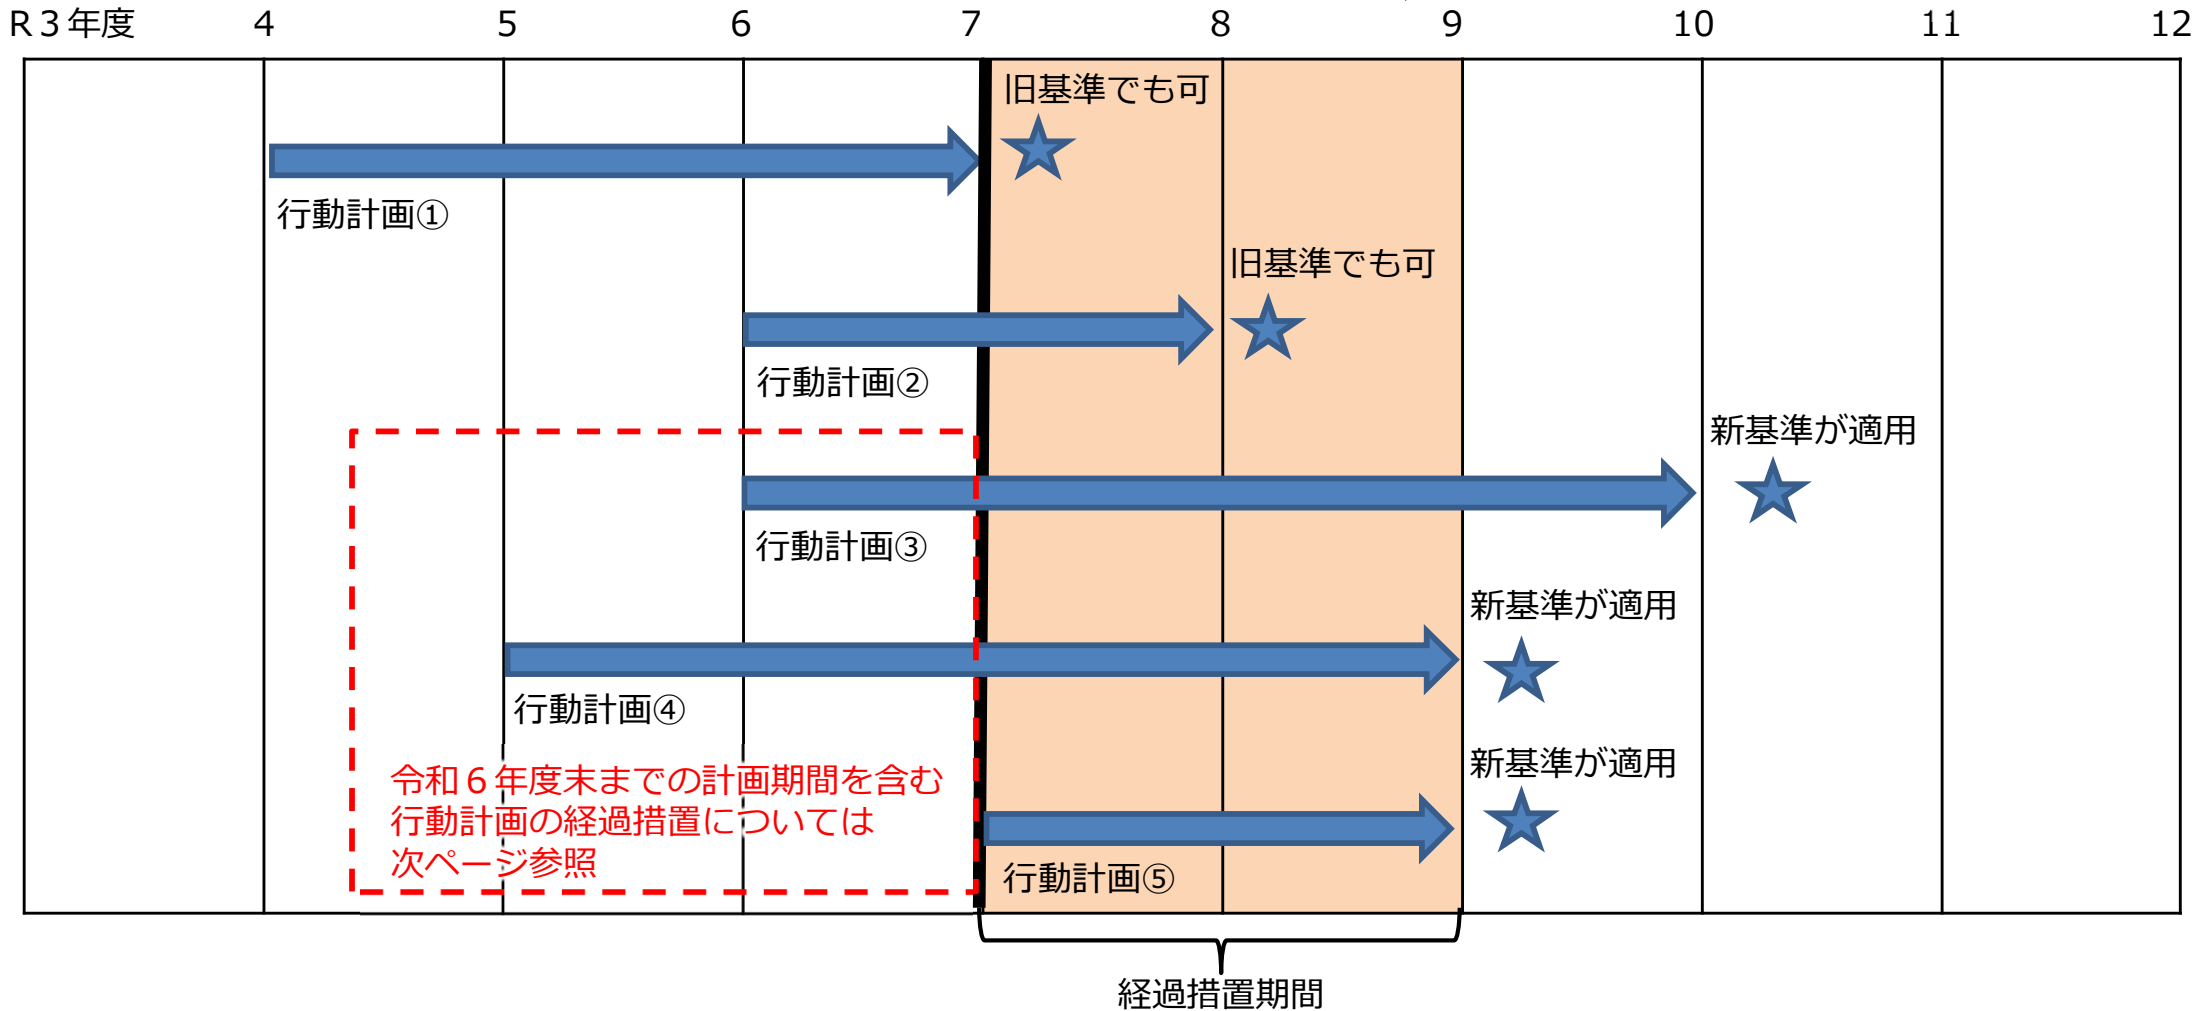 R３年度 4 5 6 7 8 9 10 11 12
旧基準でも可
行動計画①
旧基準でも可
行動計画②
新基準が適用
行動計画③
新基準が適用
行動計画④
新基準が適用
令和６年度末までの計画期間を含む
行動計画の経過措置については
次ページ参照
行動計画⑤
経過措置期間